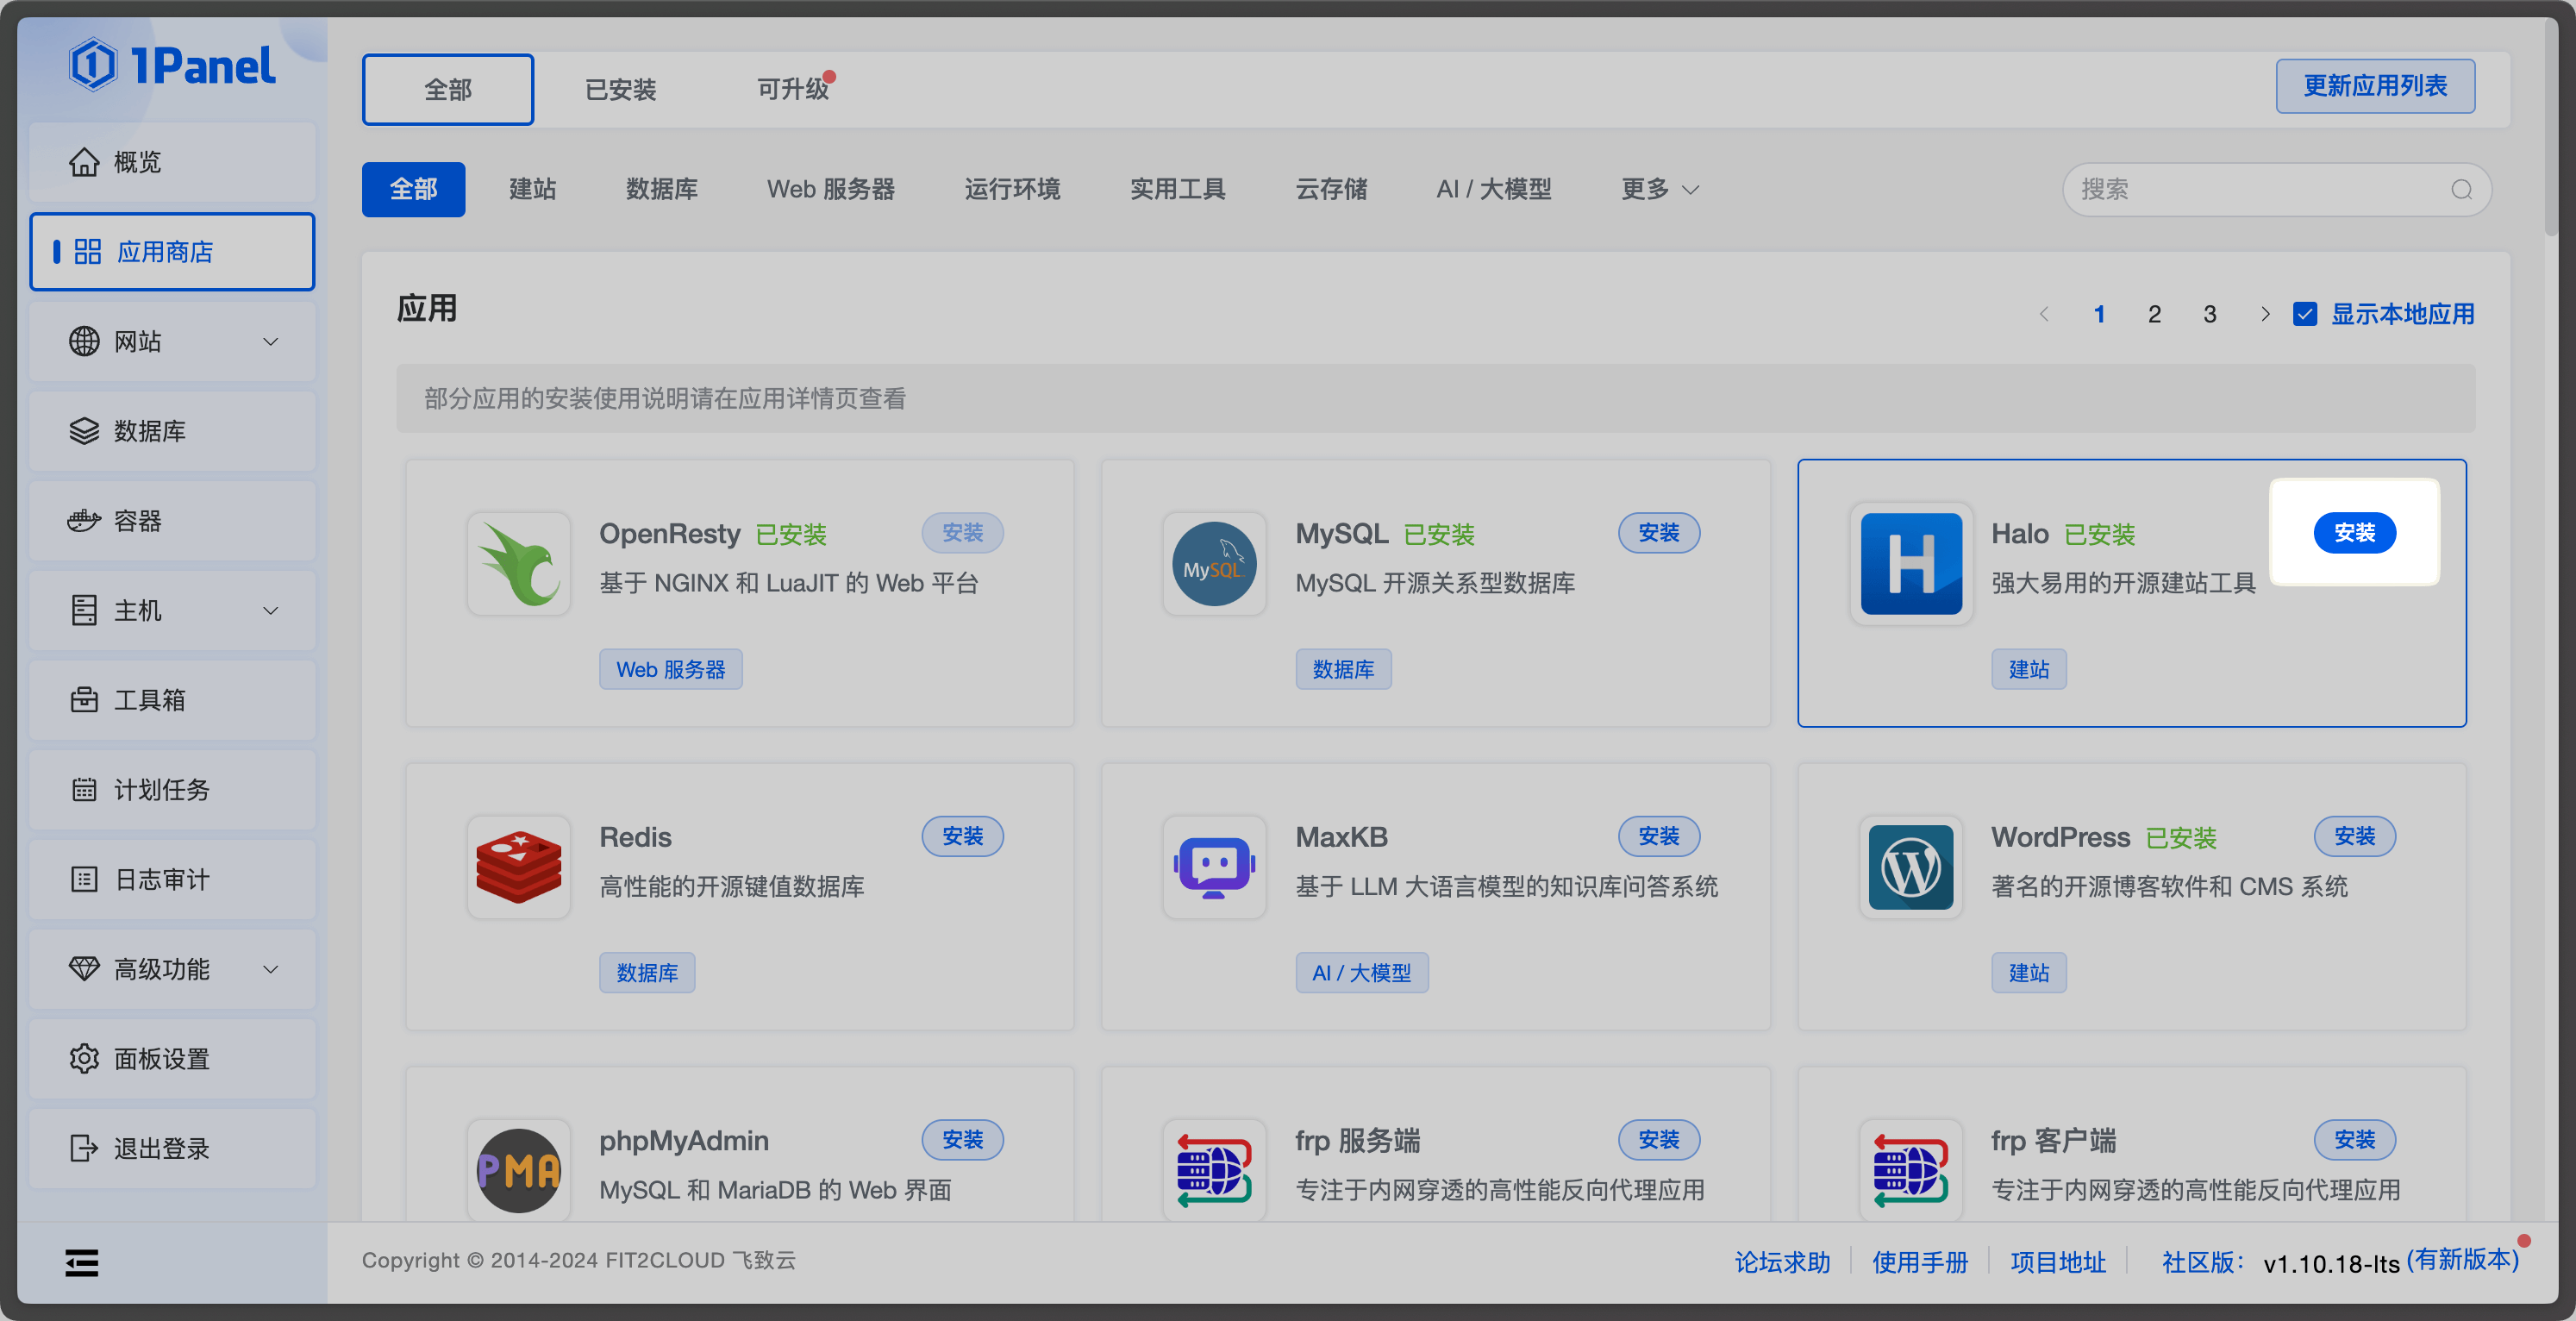 1Panel
概览
应用商店
网站
数据库
容器
主机
工具箱
计划任务
日志审计
高级功能
面板设置
退出登录
全部 已安装 可升级 更新应用列表
全部 建站 数据库 Web 服务器 运行环境 实用工具 云存储 AI / 大模型 更多 搜索
应用 1 2 3 显示本地应用
部分应用的安装使用说明请在应用详情页查看
OpenResty 已安装 安装
基于 NGINX 和 LuaJIT 的 Web 平台
Web 服务器
MySQL
MySQL 已安装 安装
MySQL 开源关系型数据库
数据库
H
Halo 已安装 安装
强大易用的开源建站工具
建站
Redis 安装
高性能的开源键值数据库
数据库
MaxKB 安装
基于 LLM 大语言模型的知识库问答系统
AI / 大模型
W
WordPress 已安装 安装
著名的开源博客软件和 CMS 系统
建站
PMA
phpMyAdmin 安装
MySQL 和 MariaDB 的 Web 界面
frp 服务端 安装
专注于内网穿透的高性能反向代理应用
frp 客户端 安装
专注于内网穿透的高性能反向代理应用
Copyright © 2014-2024 FIT2CLOUD 飞致云 论坛求助 使用手册 项目地址 社区版： v1.10.18-lts (有新版本)